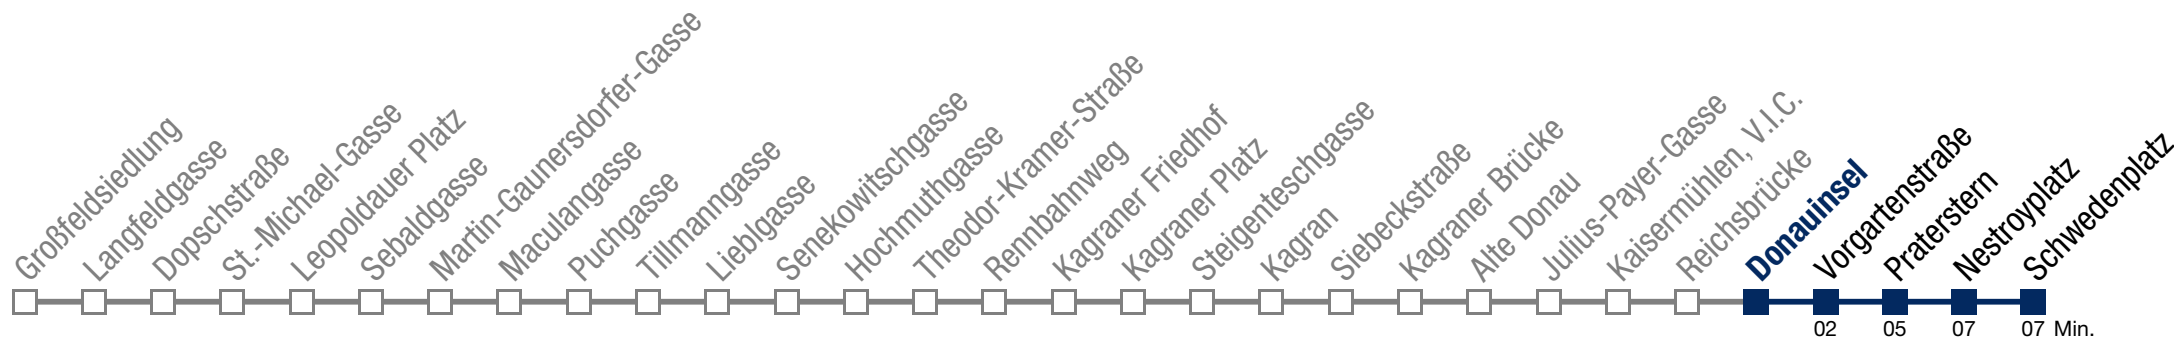 Großfeldsiedlung
Langfeldgasse
Dopschstraße
St.-Michael-Gasse
Leopoldauer Platz
Sebaldgasse
Martin-Gaunersdorfer-Gasse
Maculangasse
Puchgasse
Tillmanngasse
Lieblgasse
Senekowitschgasse
Hochmuthgasse
Theodor-Kramer-Straße
Rennbahnweg
Kagraner Friedhof
Kagraner Platz
Steigenteschgasse
Kagran
Siebeckstraße
Kagraner Brücke
Alte Donau
Julius-Payer-Gasse
Kaisermühlen, V.I.C.
Reichsbrücke
Donauinsel
Vorgartenstraße
Praterstern
Nestroyplatz
Schwedenplatz
02 05 07 07 Min.